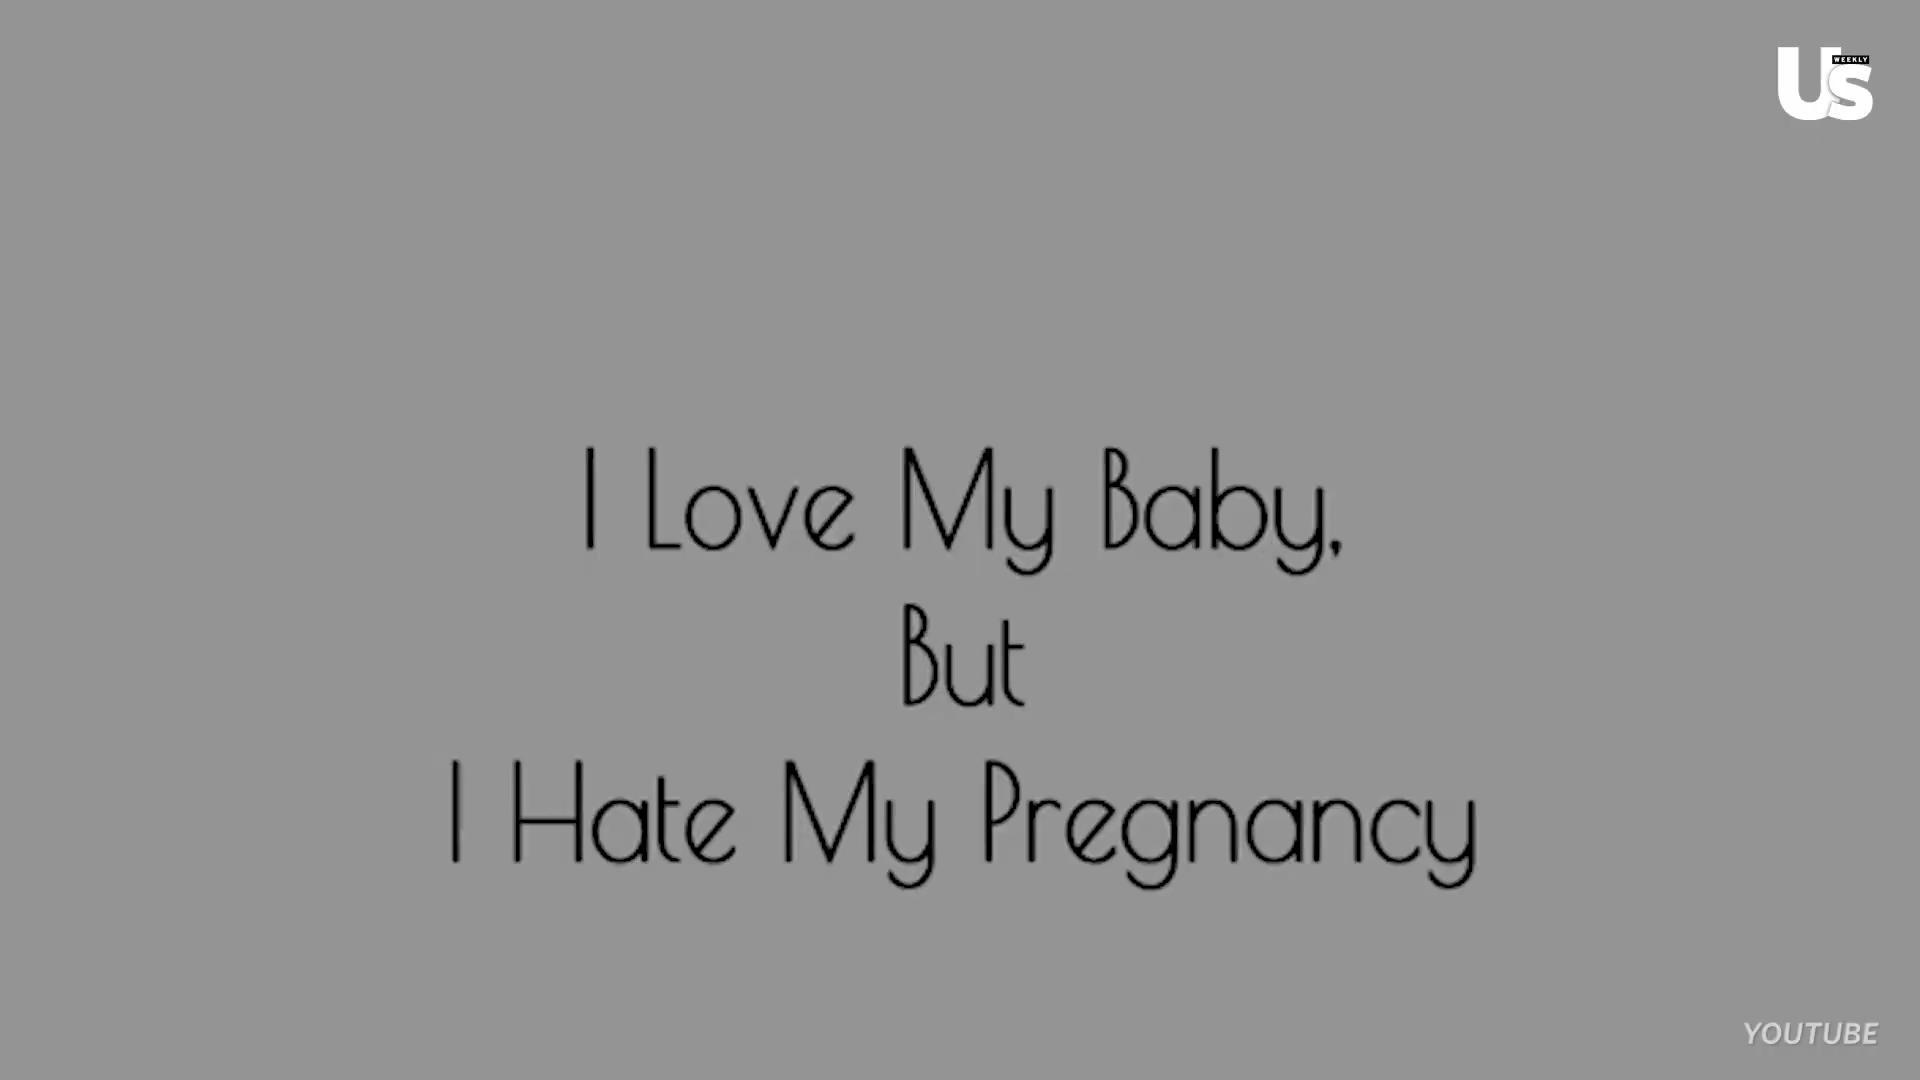 Us
WEEKLY
I Love My Baby,
But
I Hate My Pregnancy
YOUTUBE